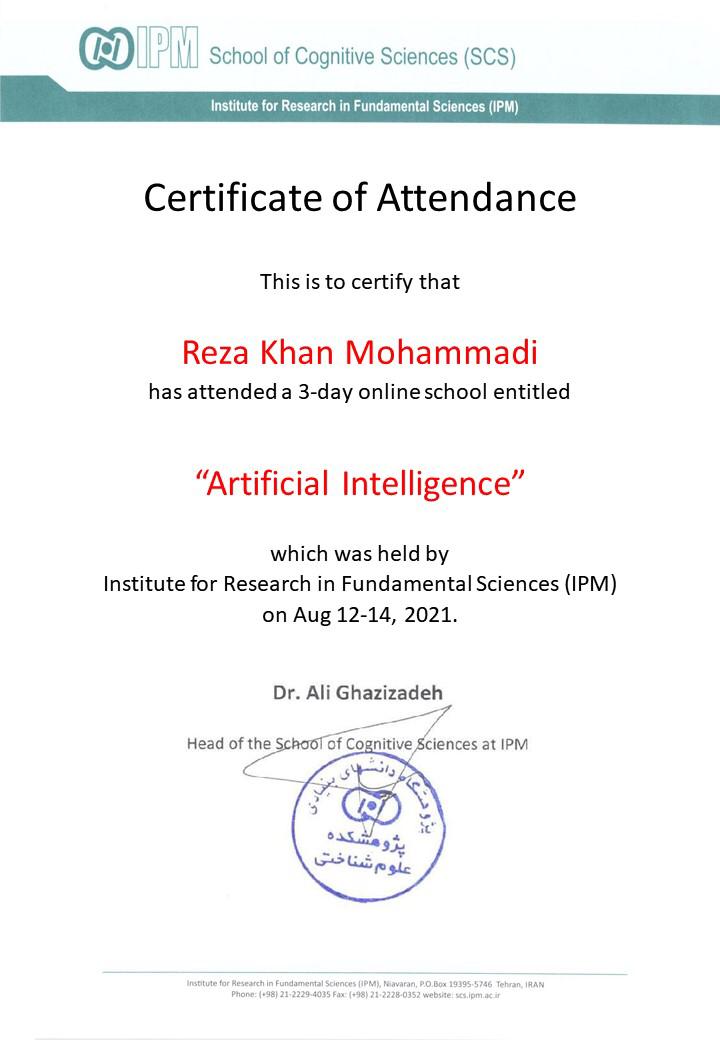 IPM School of Cognitive Sciences (SCS)
Institute for Research in Fundamental Sciences (IPM)
Certificate of Attendance
This is to certify that
Reza Khan Mohammadi
has attended a 3-day online school entitled
“Artificial Intelligence”
which was held by
Institute for Research in Fundamental Sciences (IPM)
on Aug 12-14, 2021.
Dr. Ali Ghazizadeh
Head of the School of Cognitive Sciences at IPM
پژوهشگاه دانشهای بنیادی
پژوهشکده
علوم شناختی
Institute for Research in Fundamental Sciences (IPM), Niavaran, P.O.Box 19395-5746 Tehran, IRAN
Phone: (+98) 21-2229-4035 Fax: (+98) 21-2228-0352 website: scs.ipm.ac.ir